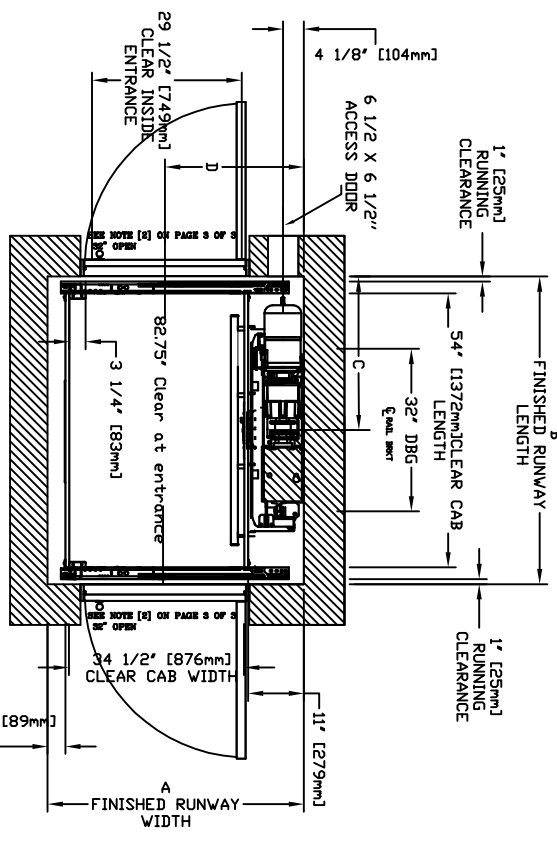 29 1/2" [749mm]
CLEAR INSIDE
ENTRANCE
4 1/8" [104mm]
6 1/2 X 6 1/2"
ACCESS DOOR
1" [25mm]
RUNNING
CLEARANCE
B
FINISHED RUNWAY
LENGTH
54" [1372mm]CLEAR CAB
LENGTH
32" DBG
℄ RAIL BRKT
C
D
SEE NOTE [2] ON PAGE 3 OF 3
32" OPEN
82.75" Clear at entrance
3 1/4" [83mm]
1" [25mm]
RUNNING
CLEARANCE
SEE NOTE [2] ON PAGE 3 OF 3
32" OPEN
34 1/2" [876mm]
CLEAR CAB WIDTH
11" [279mm]
[89mm]
A
FINISHED RUNWAY
WIDTH